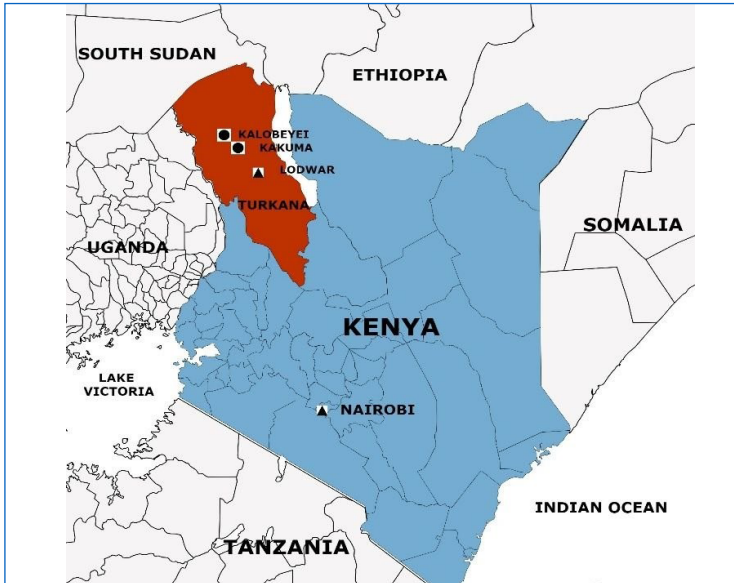 SOUTH SUDAN
ETHIOPIA
KALOBEYEI
KAKUMA
LODWAR
TURKANA
SOMALIA
UGANDA
KENYA
LAKE
VICTORIA
NAIROBI
INDIAN OCEAN
TANZANIA